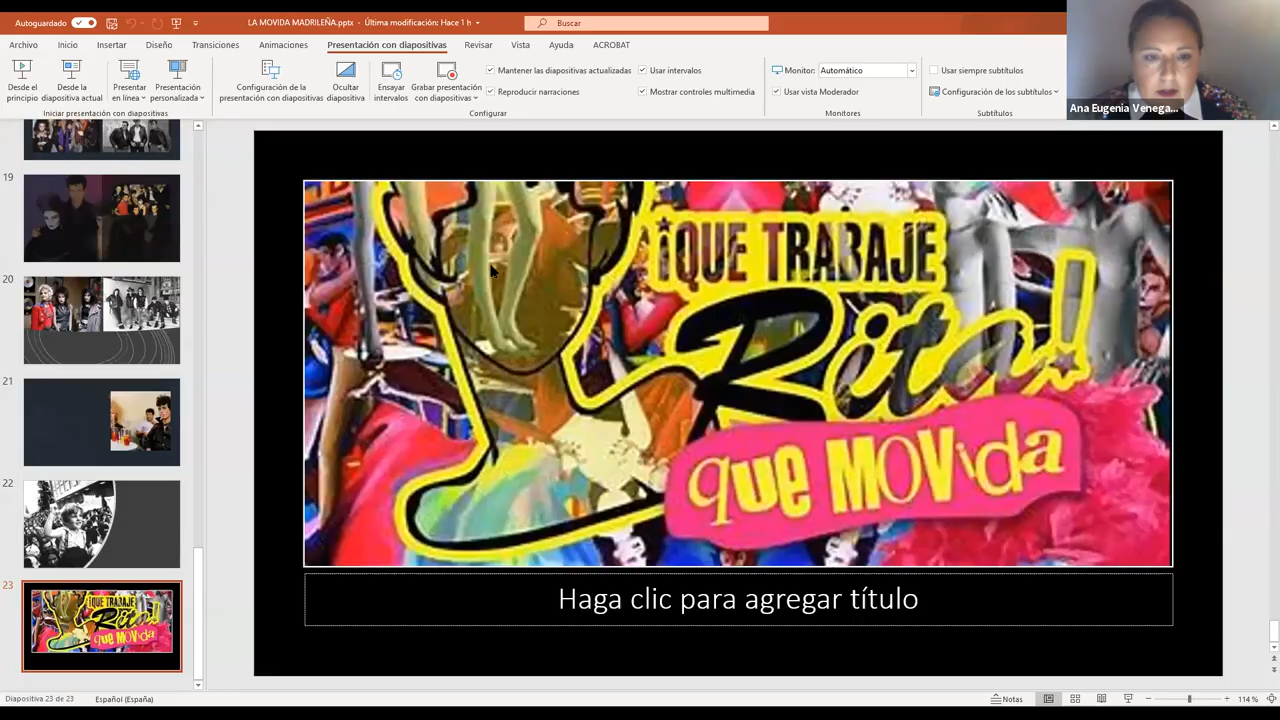 Autoguardado
LA MOVIDA MADRILEÑA.pptx - Última modificación: Hace 1 h
Buscar
Archivo
Inicio
Insertar
Diseño
Transiciones
Animaciones
Presentación con diapositivas
Revisar
Vista
Ayuda
ACROBAT
Desde el principio
Desde la diapositiva actual
Presentar en línea
Presentación personalizada
Iniciar presentación con diapositivas
Configuración de la presentación con diapositivas
Ocultar diapositiva
Ensayar intervalos
Grabar presentación con diapositivas
Mantener las diapositivas actualizadas
Reproducir narraciones
Usar intervalos
Mostrar controles multimedia
Configurar
Monitor: Automático
Usar vista Moderador
Monitores
Usar siempre subtítulos
Configuración de los subtítulos
Subtítulos
Ana Eugenia Venega...
19
20
21
22
23
¡QUE TRABAJE
Rita!
que MOVida
¡QUE TRABAJE
Rita!
que MOVida
Haga clic para agregar título
Diapositiva 23 de 23
Español (España)
Notas
114 %